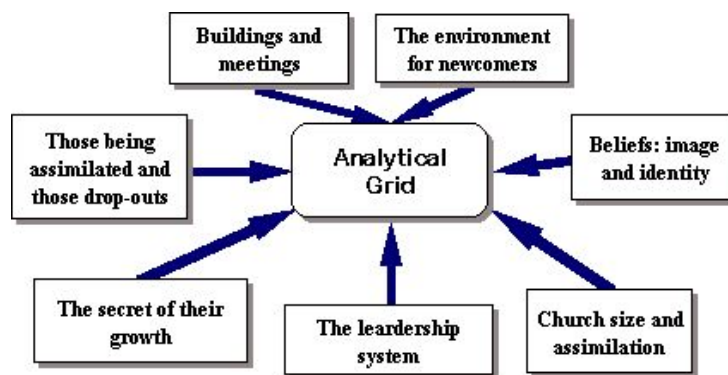 Buildings and
meetings
The environment
for newcomers
Those being
assimilated and
those drop-outs
Analytical
Grid
Beliefs: image
and identity
The secret of their
growth
The leardership
system
Church size and
assimilation